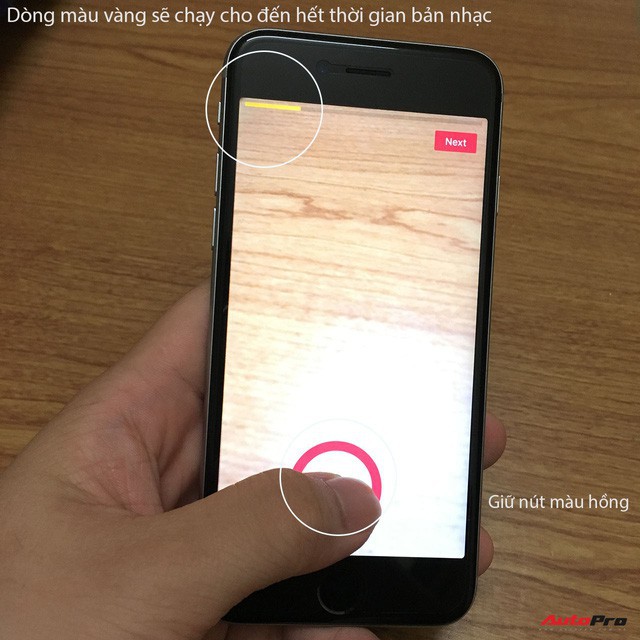 Dòng màu vàng sẽ chạy cho đến hết thời gian bản nhạc
Next
Giữ nút màu hồng
AutoPro